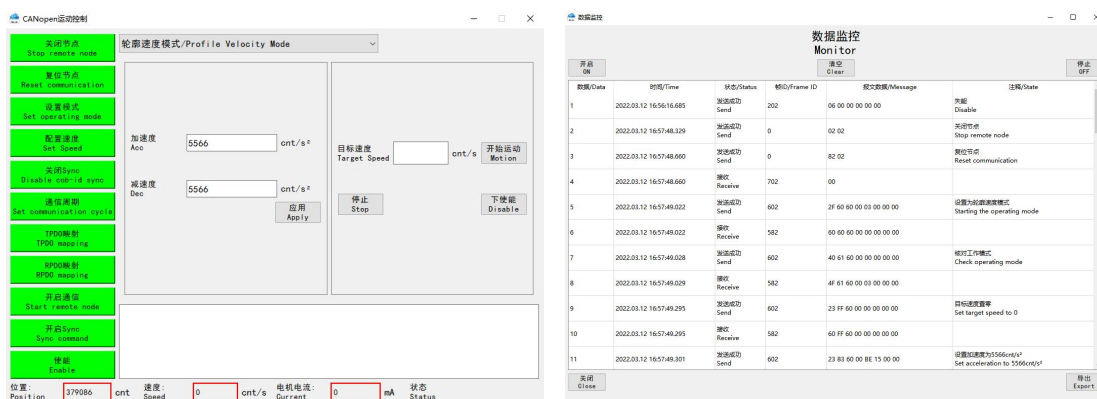 CANopen运动控制
关闭节点
Stop remote node
复位节点
Reset communication
设置模式
Set operating mode
配置速度
Set Speed
关闭Sync
Disable cob-id sync
通信周期
Set communication cycle
TPDO映射
TPDO mapping
RPDO映射
RPDO mapping
开启通信
Start remote node
开启Sync
Sync command
使能
Enable
轮廓速度模式/Profile Velocity Mode
加速度
Acc
5566
cnt/s²
减速度
Dec
5566
cnt/s²
应用
Apply
目标速度
Target Speed
cnt/s
开始运动
Motion
停止
Stop
下使能
Disable
位置:
Position
379086
cnt
速度:
Speed
0
cnt/s
电机电流:
Gurrent
0
mA
状态
Status
数据监控
数据监控
Monitor
开启
ON
清空
Clear
停止
OFF
数据/Data 时间/Time 状态/Status 帧ID/Frame ID 报文数据/Message 注释/State
1 2022.03.12 16:56:16.685 发送成功 Send 202 06 00 00 00 00 00 失能 Disable
2 2022.03.12 16:57:48.329 发送成功 Send 0 02 02 关闭节点 Stop remote node
3 2022.03.12 16:57:48.660 发送成功 Send 0 82 02 复位节点 Reset communication
4 2022.03.12 16:57:48.660 接收 Receive 702 00
5 2022.03.12 16:57:49.022 发送成功 Send 602 2F 60 60 00 03 00 00 00 设置为轮廓速度模式 Starting the operating mode
6 2022.03.12 16:57:49.022 接收 Receive 582 60 60 60 00 00 00 00 00
7 2022.03.12 16:57:49.028 发送成功 Send 602 40 61 60 00 00 00 00 00 核对工作模式 Check operating mode
8 2022.03.12 16:57:49.029 接收 Receive 582 4F 61 60 00 03 00 00 00
9 2022.03.12 16:57:49.295 发送成功 Send 602 23 FF 60 00 00 00 00 00 目标速度置零 Set target speed to 0
10 2022.03.12 16:57:49.295 接收 Receive 582 60 FF 60 00 00 00 00 00
11 2022.03.12 16:57:49.301 发送成功 Send 602 23 83 60 00 BE 15 00 00 设置加速度为5566cnt/s² Set acceleration to 5566cnt/s²
关闭
Close
导出
Export